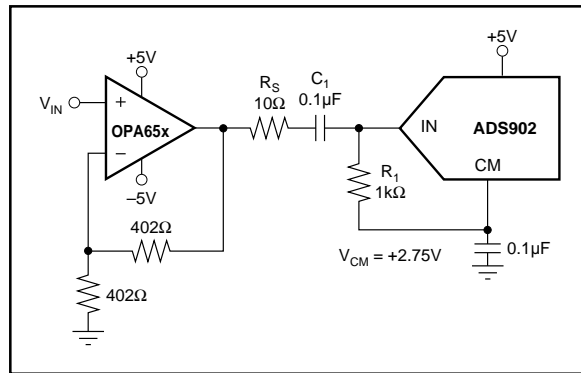 +5V
+5V
R_S
10Ω
C_1
0.1µF
V_IN
+
OPA65x
–
IN
ADS902
CM
–5V
R_1
1kΩ
402Ω
V_CM = +2.75V
0.1µF
402Ω